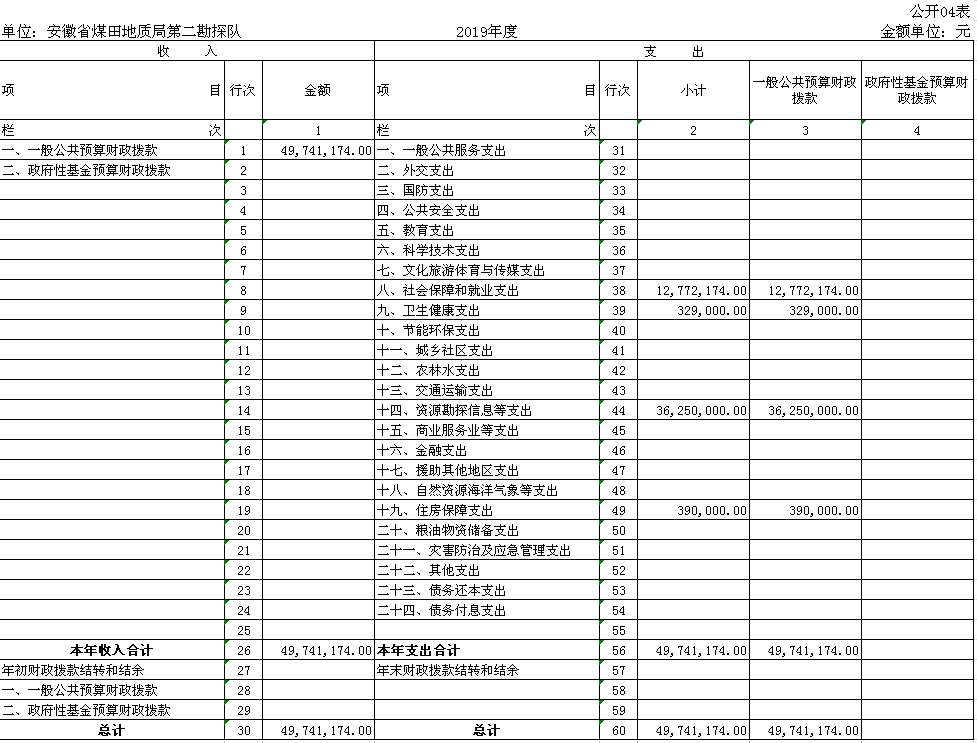 公开04表
单位：安徽省煤田地质局第二勘探队 2019年度 金额单位：元
收 入 支 出
项 目 行次 金额 项 目 行次 小计 一般公共预算财政拨款 政府性基金预算财政拨款
栏 次 1 栏 次 2 3 4
一、一般公共预算财政拨款 1 49,741,174.00 一、一般公共服务支出 31
二、政府性基金预算财政拨款 2 二、外交支出 32
3 三、国防支出 33
4 四、公共安全支出 34
5 五、教育支出 35
6 六、科学技术支出 36
7 七、文化旅游体育与传媒支出 37
8 八、社会保障和就业支出 38 12,772,174.00 12,772,174.00
9 九、卫生健康支出 39 329,000.00 329,000.00
10 十、节能环保支出 40
11 十一、城乡社区支出 41
12 十二、农林水支出 42
13 十三、交通运输支出 43
14 十四、资源勘探信息等支出 44 36,250,000.00 36,250,000.00
15 十五、商业服务业等支出 45
16 十六、金融支出 46
17 十七、援助其他地区支出 47
18 十八、自然资源海洋气象等支出 48
19 十九、住房保障支出 49 390,000.00 390,000.00
20 二十、粮油物资储备支出 50
21 二十一、灾害防治及应急管理支出 51
22 二十二、其他支出 52
23 二十三、债务还本支出 53
24 二十四、债务付息支出 54
25 55
本年收入合计 26 49,741,174.00 本年支出合计 56 49,741,174.00 49,741,174.00
年初财政拨款结转和结余 27 年末财政拨款结转和结余 57
一、一般公共预算财政拨款 28 58
二、政府性基金预算财政拨款 29 59
总计 30 49,741,174.00 总计 60 49,741,174.00 49,741,174.00